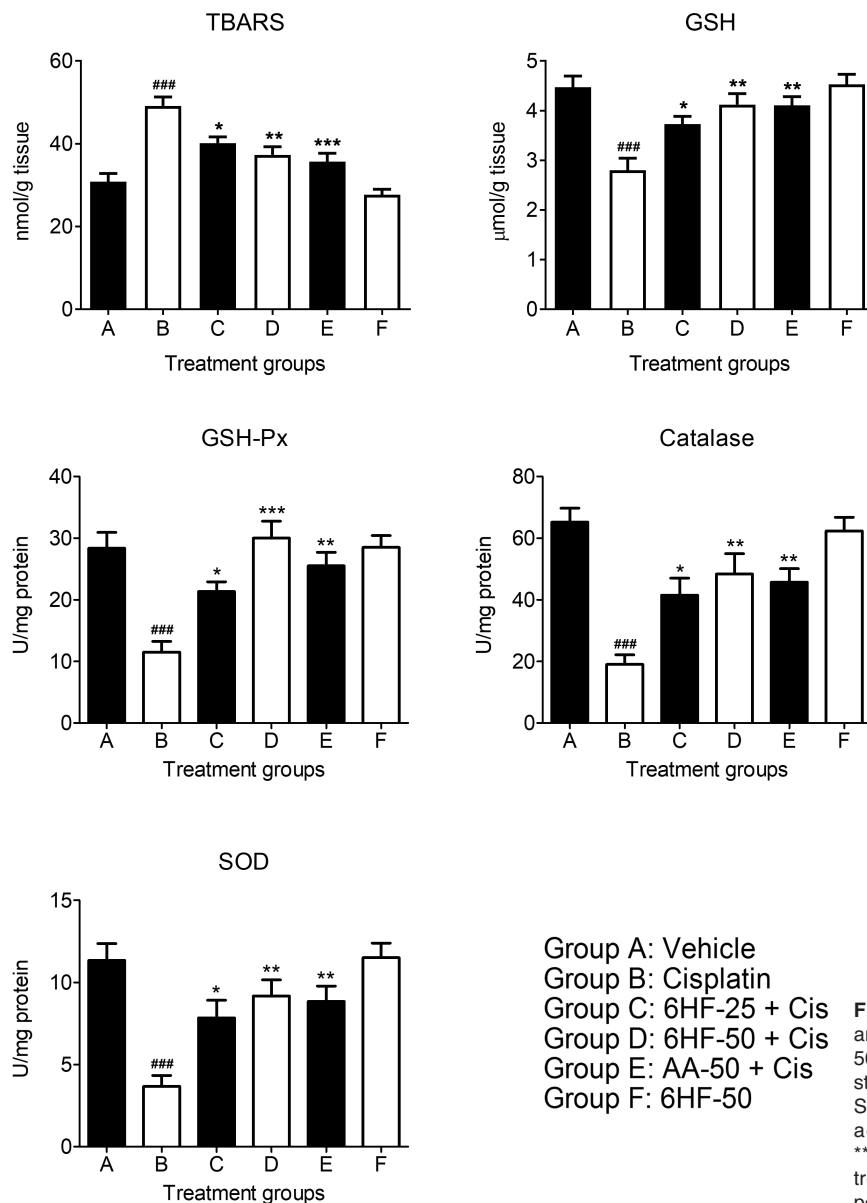 TBARS
60
40
20
0
nmol/g tissue
###
*
**
***
A B C D E F
Treatment groups
GSH
5
4
3
2
1
0
μmol/g tissue
###
*
**
**
A B C D E F
Treatment groups
GSH-Px
40
30
20
10
0
U/mg protein
###
*
***
**
A B C D E F
Treatment groups
Catalase
80
60
40
20
0
U/mg protein
###
*
**
**
A B C D E F
Treatment groups
SOD
15
10
5
0
U/mg protein
###
*
**
**
A B C D E F
Treatment groups
Group A: Vehicle
Group B: Cisplatin
Group C: 6HF-25 + Cis
Group D: 6HF-50 + Cis
Group E: AA-50 + Cis
Group F: 6HF-50